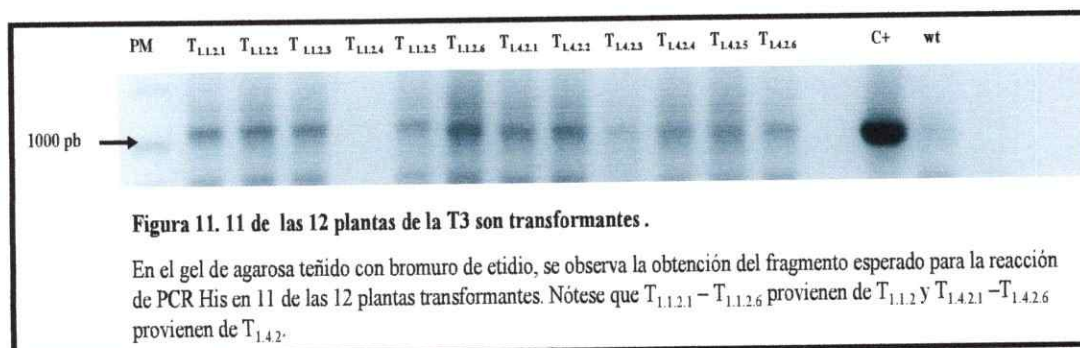 PM T1.1.2.1 T1.1.2.2 T1.1.2.3 T1.1.2.4 T1.1.2.5 T1.1.2.6 T1.4.2.1 T1.4.2.2 T1.4.2.3 T1.4.2.4 T1.4.2.5 T1.4.2.6 C+ wt
1000 pb
Figura 11. 11 de las 12 plantas de la T3 son transformantes .
En el gel de agarosa teñido con bromuro de etidio, se observa la obtención del fragmento esperado para la reacción
de PCR His en 11 de las 12 plantas transformantes. Nótese que T1.1.2.1 – T1.1.2.6 provienen de T1.1.2 y T1.4.2.1 –T1.4.2.6
provienen de T1.4.2.